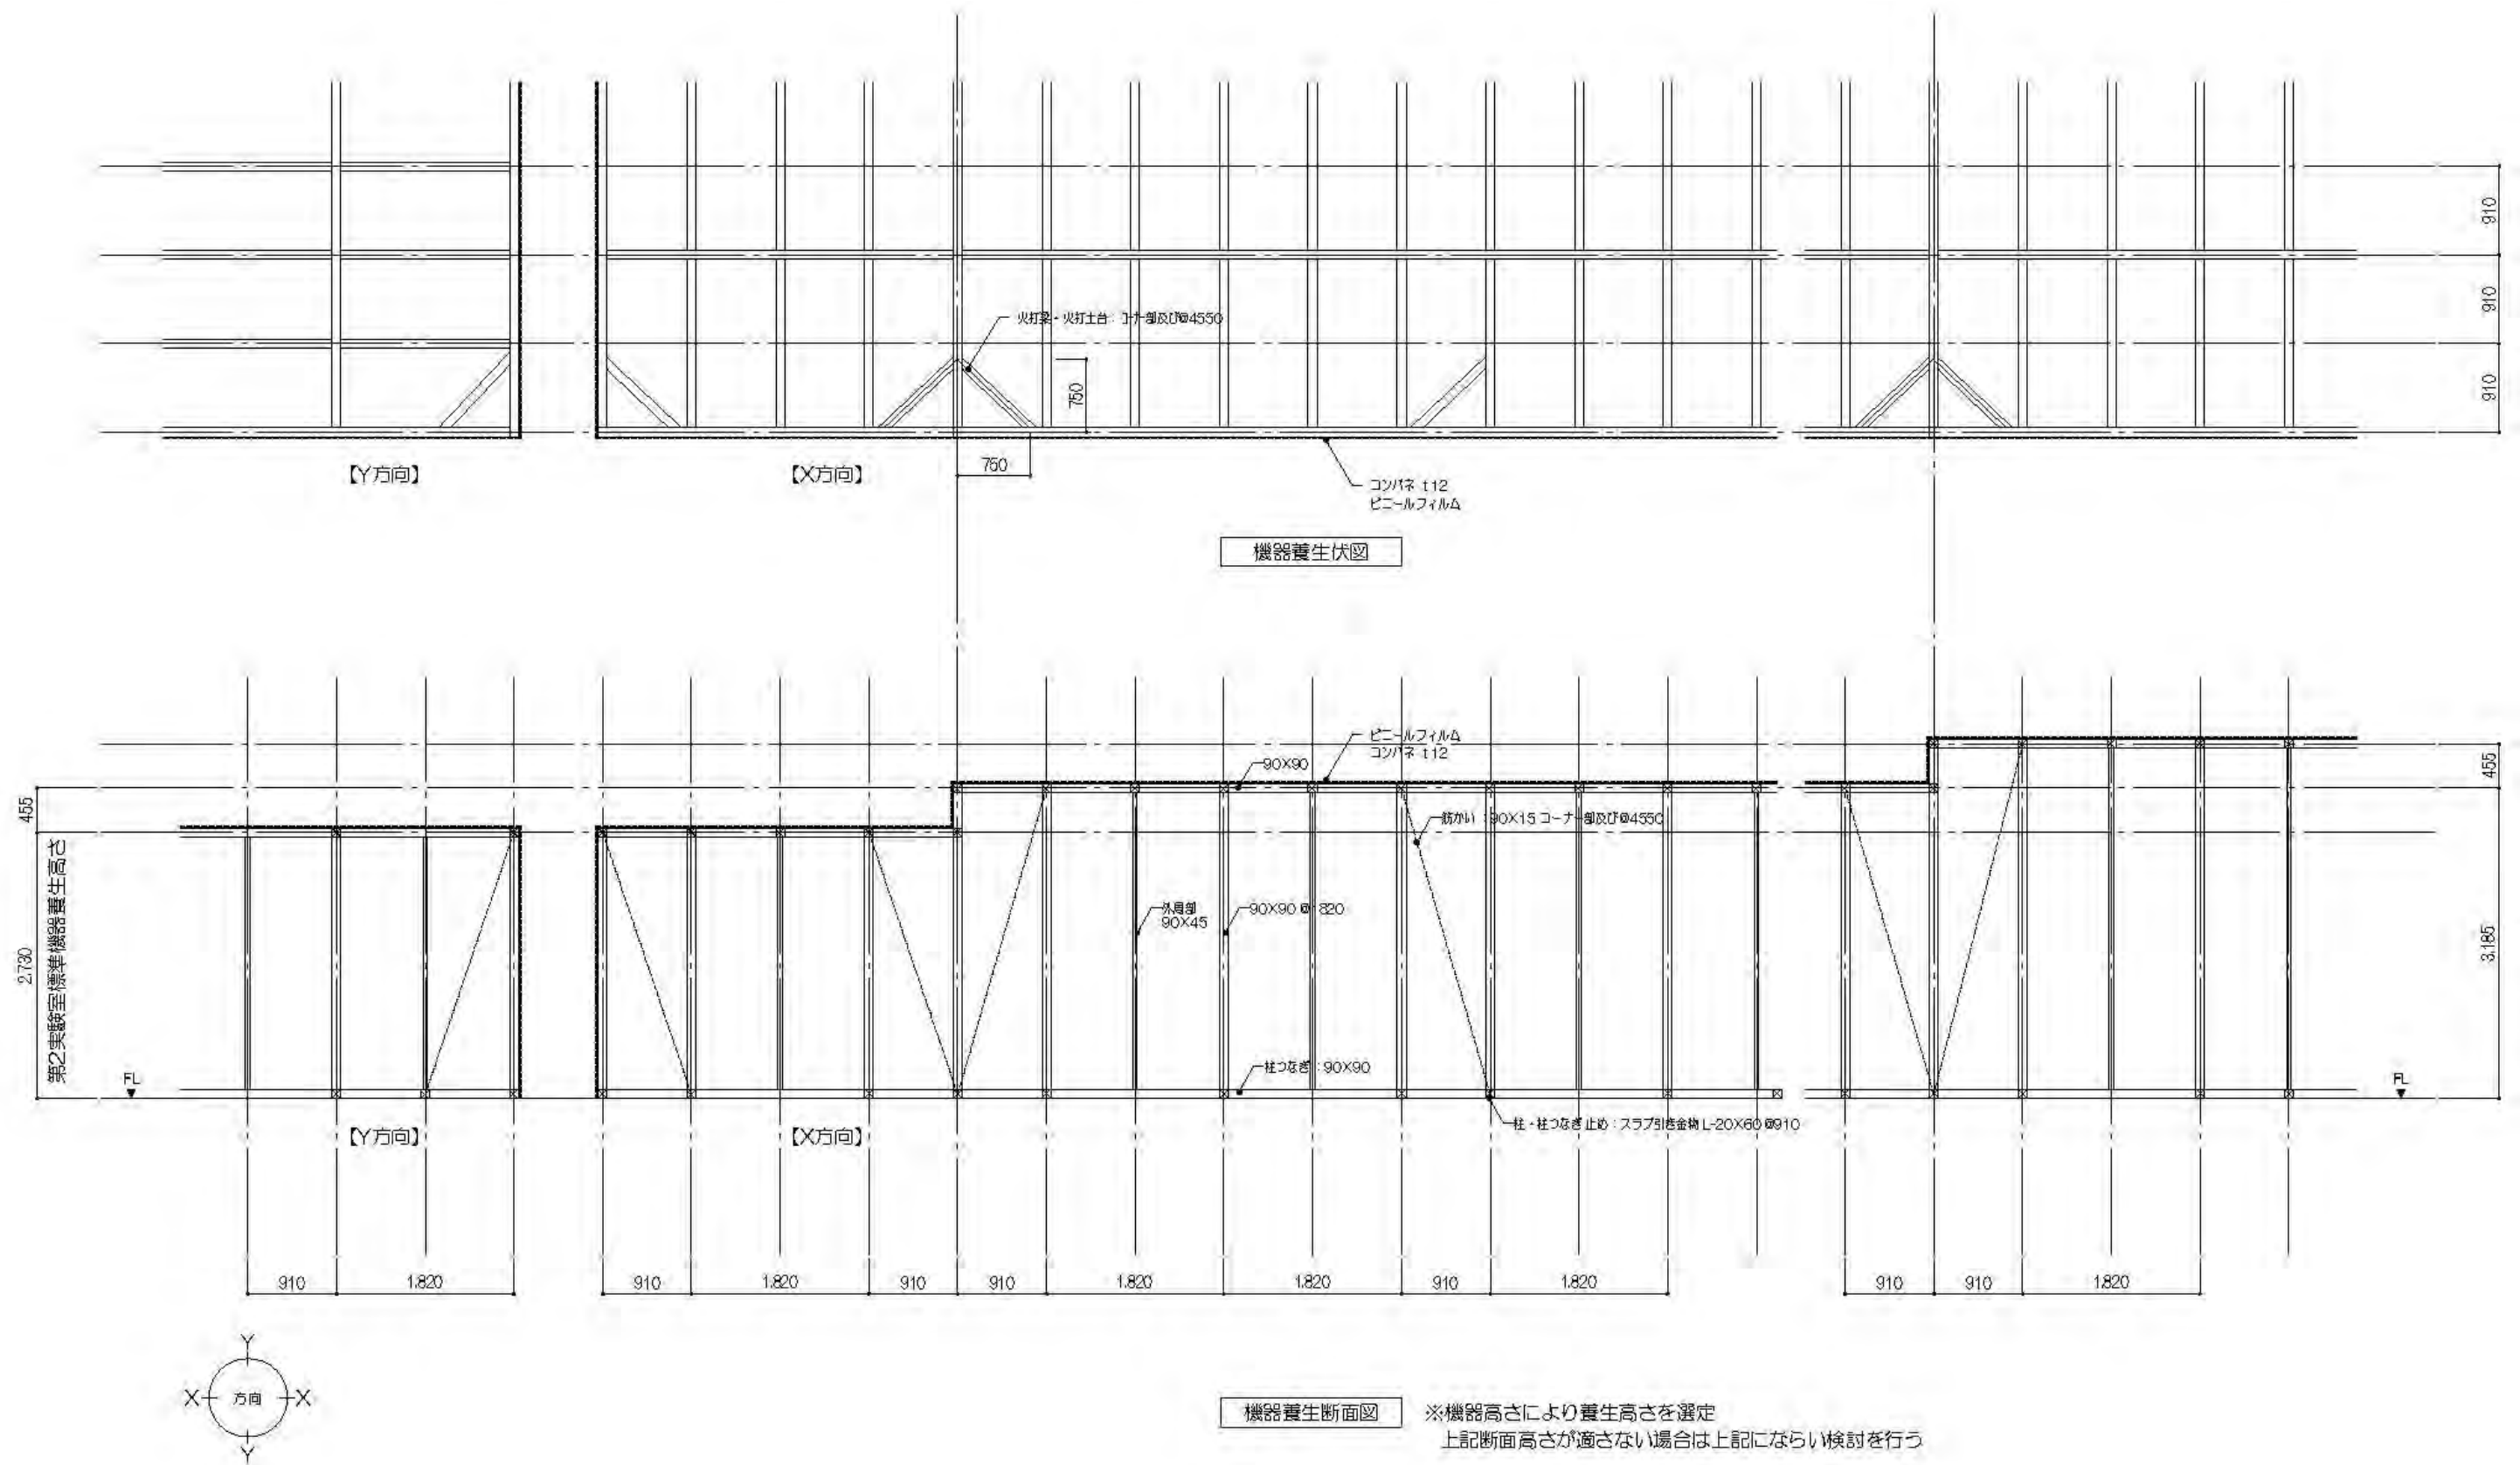 910
910
火打梁・火打土台：コーナー部及び@4550
750
910
【Y方向】
【X方向】
750
コンパネ t12
ビニールフィルム
機器養生伏図
ビニールフィルム
コンパネ t12
90X90
455
455
筋かい：90X15 コーナー部及び@4550
第2実験室標準機器養生高さ
外周部
90X45
90X90 @1820
2.730
3.185
柱つなぎ：90X90
FL
FL
柱・柱つなぎ止め：スラブ引き金物 L-20X60 @910
【Y方向】
【X方向】
910
1.820
910
1.820
910
910
1.820
1.820
910
1.820
910
910
1.820
Y
X
方向
X
Y
機器養生断面図
※機器高さにより養生高さを選定
上記断面高さが適さない場合は上記にならい検討を行う